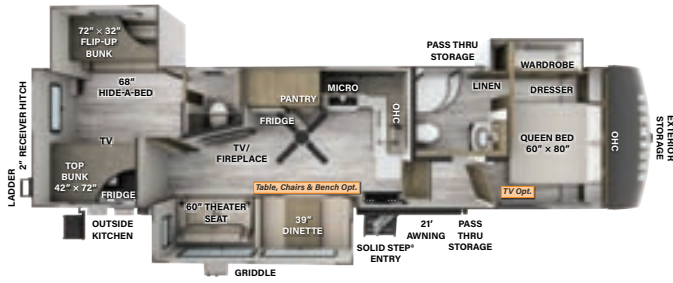 72" × 32"
FLIP-UP
BUNK
68"
HIDE-A-BED
TV
TOP
BUNK
42" × 72"
FRIDGE
LADDER
2" RECEIVER HITCH
OUTSIDE
KITCHEN
PANTRY
FRIDGE
MICRO
OHC
TV/
FIREPLACE
Table, Chairs & Bench Opt.
60" THEATER
SEAT
39"
DINETTE
GRIDDLE
SOLID STEP®
ENTRY
21'
AWNING
PASS
THRU
STORAGE
PASS THRU
STORAGE
LINEN
WARDROBE
DRESSER
QUEEN BED
60" × 80"
TV Opt.
OHC
EXTERIOR
STORAGE